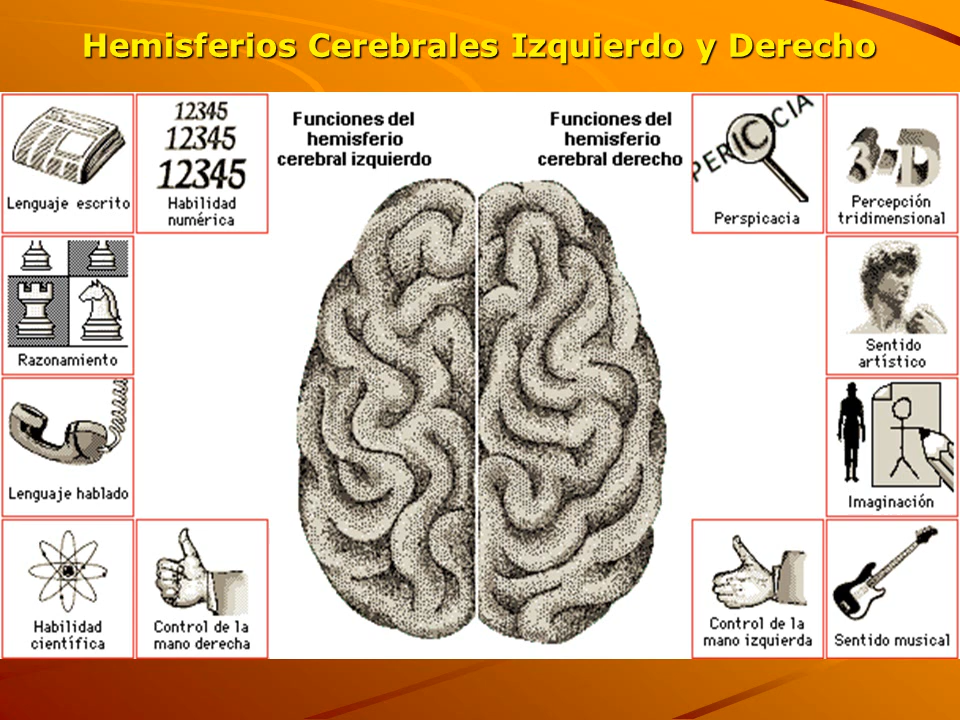 Hemisferios Cerebrales Izquierdo y Derecho
Lenguaje escrito
12345
12345
12345
Habilidad
numérica
Funciones del
hemisferio
cerebral izquierdo
Funciones del
hemisferio
cerebral derecho
PERICICIA
Perspicacia
3-D
Percepción
tridimensional
Razonamiento
Sentido
artístico
Lenguaje hablado
Imaginación
Habilidad
científica
Control de la
mano derecha
Control de la
mano izquierda
Sentido musical